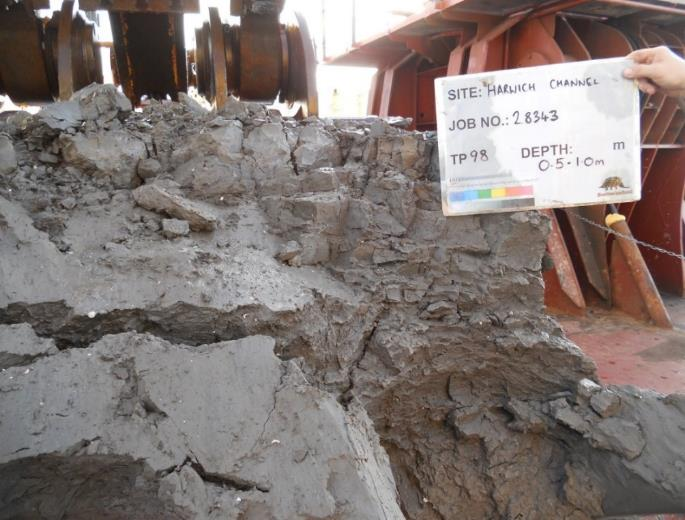 SITE: HARWICH CHANNEL
JOB NO.: 28343
TP98 DEPTH: m
0.5-1.0m